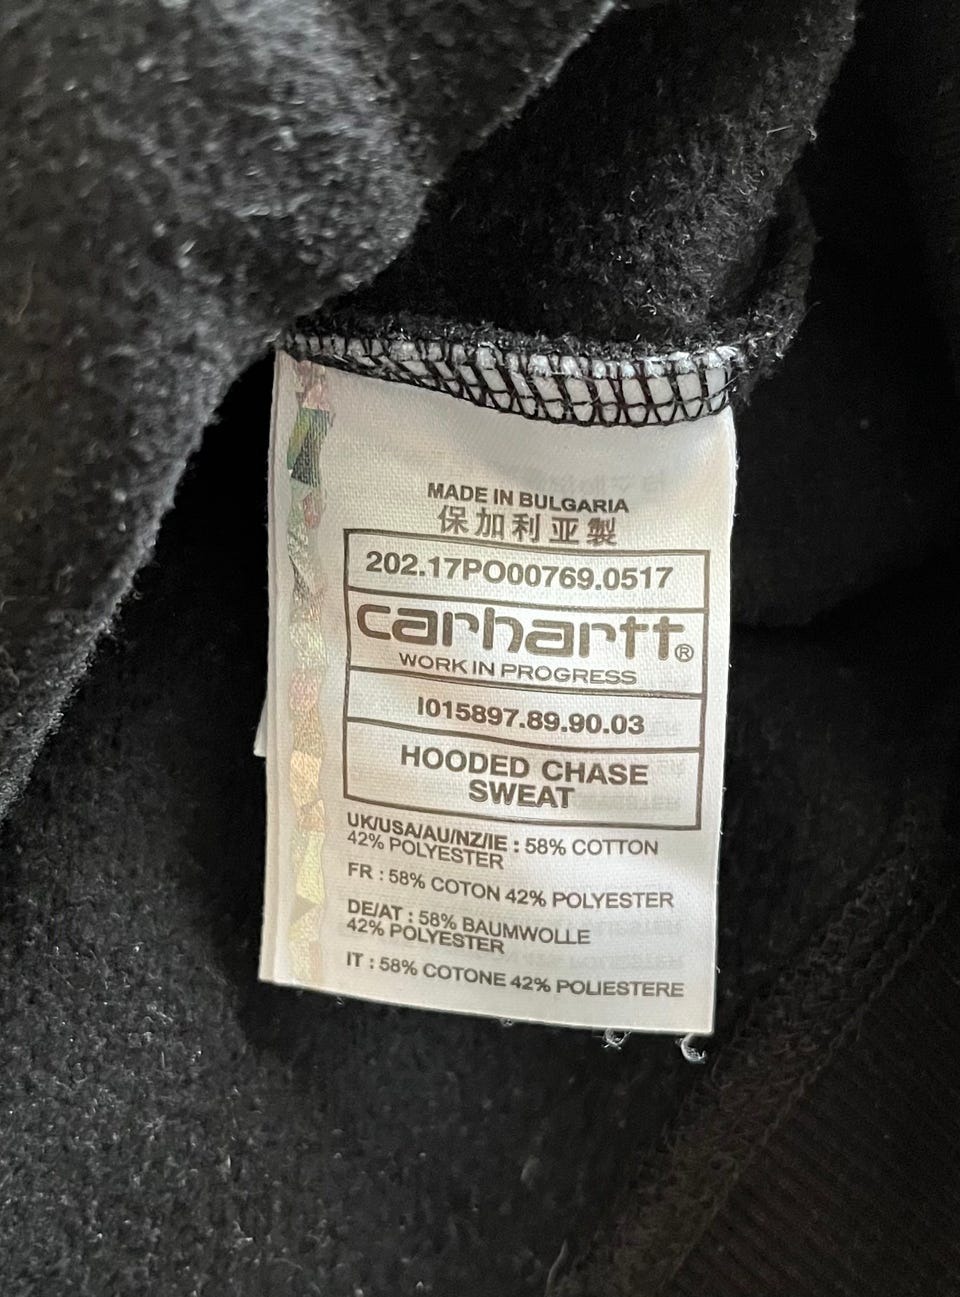 MADE IN BULGARIA
保加利亚製
202.17PO00769.0517
carhartt®
WORK IN PROGRESS
I015897.89.90.03
HOODED CHASE
SWEAT
UK/USA/AU/NZ/IE : 58% COTTON
42% POLYESTER
FR : 58% COTON 42% POLYESTER
DE/AT : 58% BAUMWOLLE
42% POLYESTER
IT : 58% COTONE 42% POLIESTERE